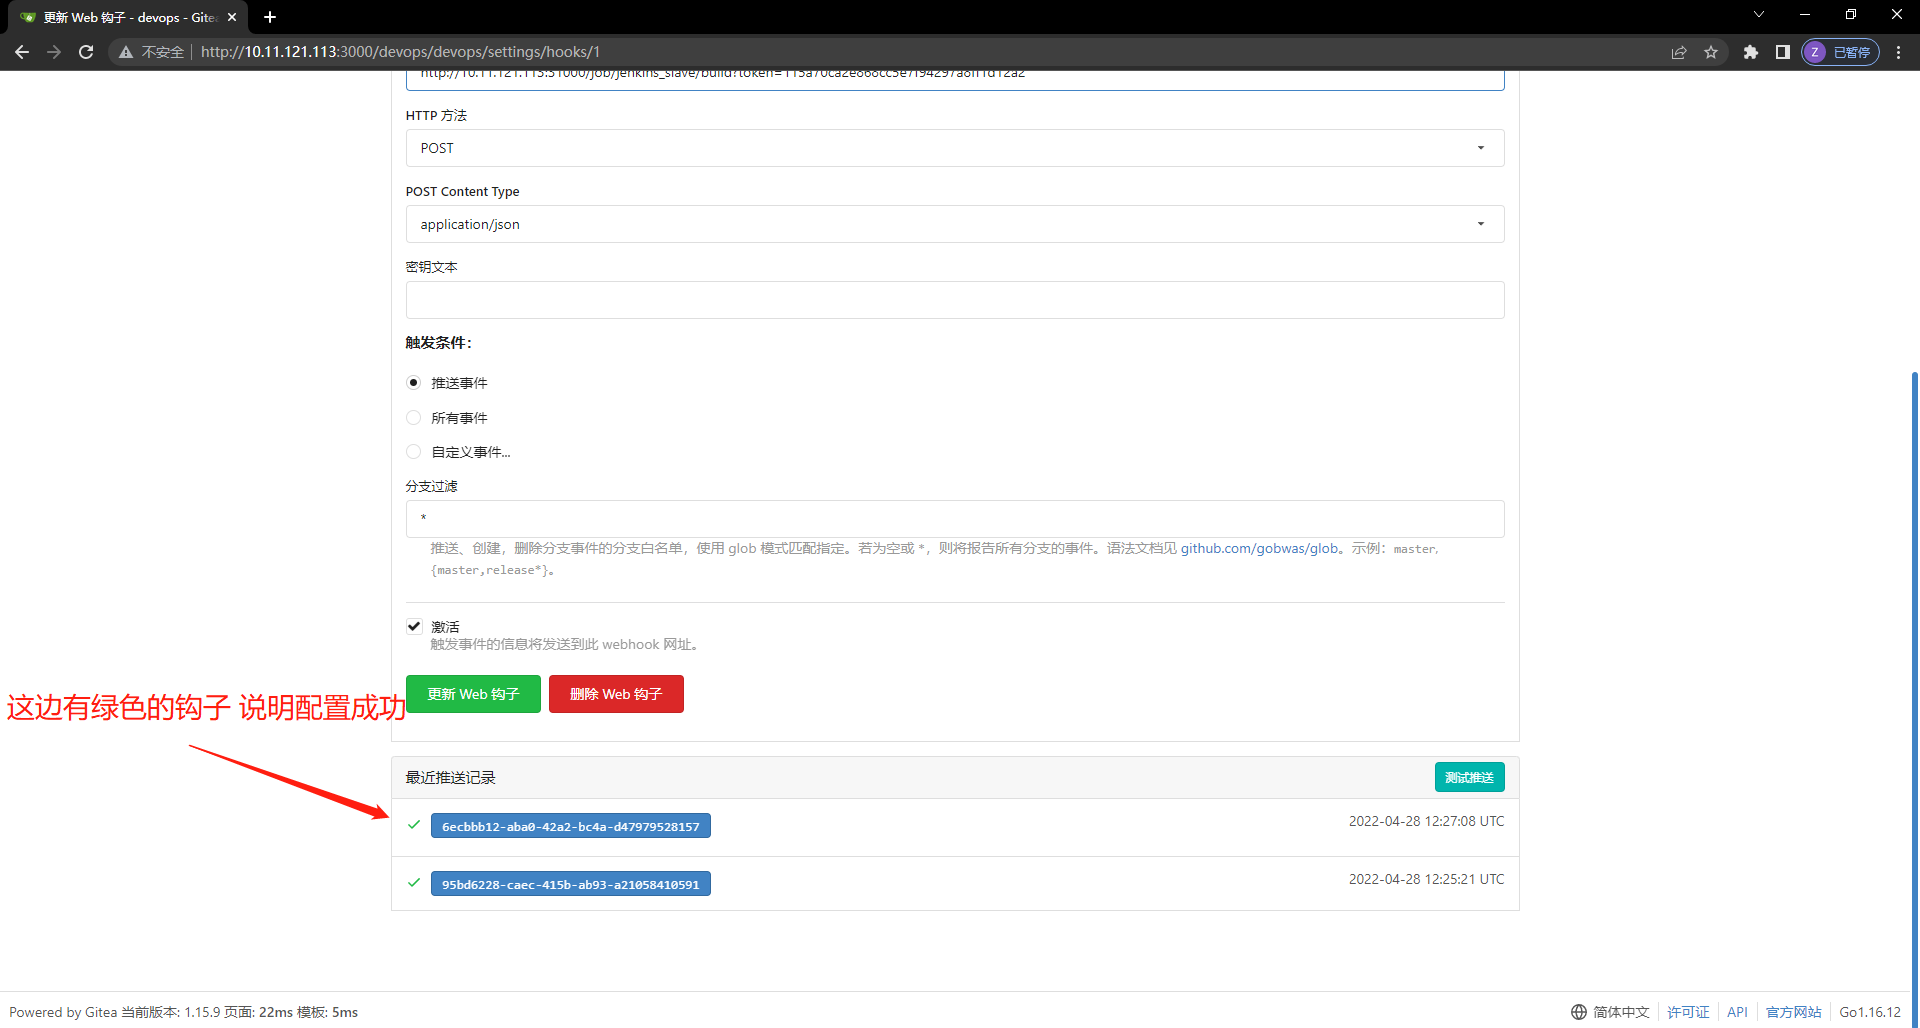 更新 Web 钩子 - devops - Gitea
不安全 http://10.11.121.113:3000/devops/devops/settings/hooks/1
Z 已暂停
HTTP 方法
POST
POST Content Type
application/json
密钥文本
触发条件：
推送事件
所有事件
自定义事件...
分支过滤
*
推送、创建，删除分支事件的分支白名单，使用 glob 模式匹配指定。若为空或 *，则将报告所有分支的事件。语法文档见 github.com/gobwas/glob。示例：master,
{master,release*}。
激活
触发事件的信息将发送到此 webhook 网址。
更新 Web 钩子 删除 Web 钩子
这边有绿色的钩子 说明配置成功
最近推送记录 测试推送
6ecbbb12-aba0-42a2-bc4a-d47979528157 2022-04-28 12:27:08 UTC
95bd6228-caec-415b-ab93-a21058410591 2022-04-28 12:25:21 UTC
Powered by Gitea 当前版本: 1.15.9 页面: 22ms 模板: 5ms 简体中文 许可证 API 官方网站 Go1.16.12